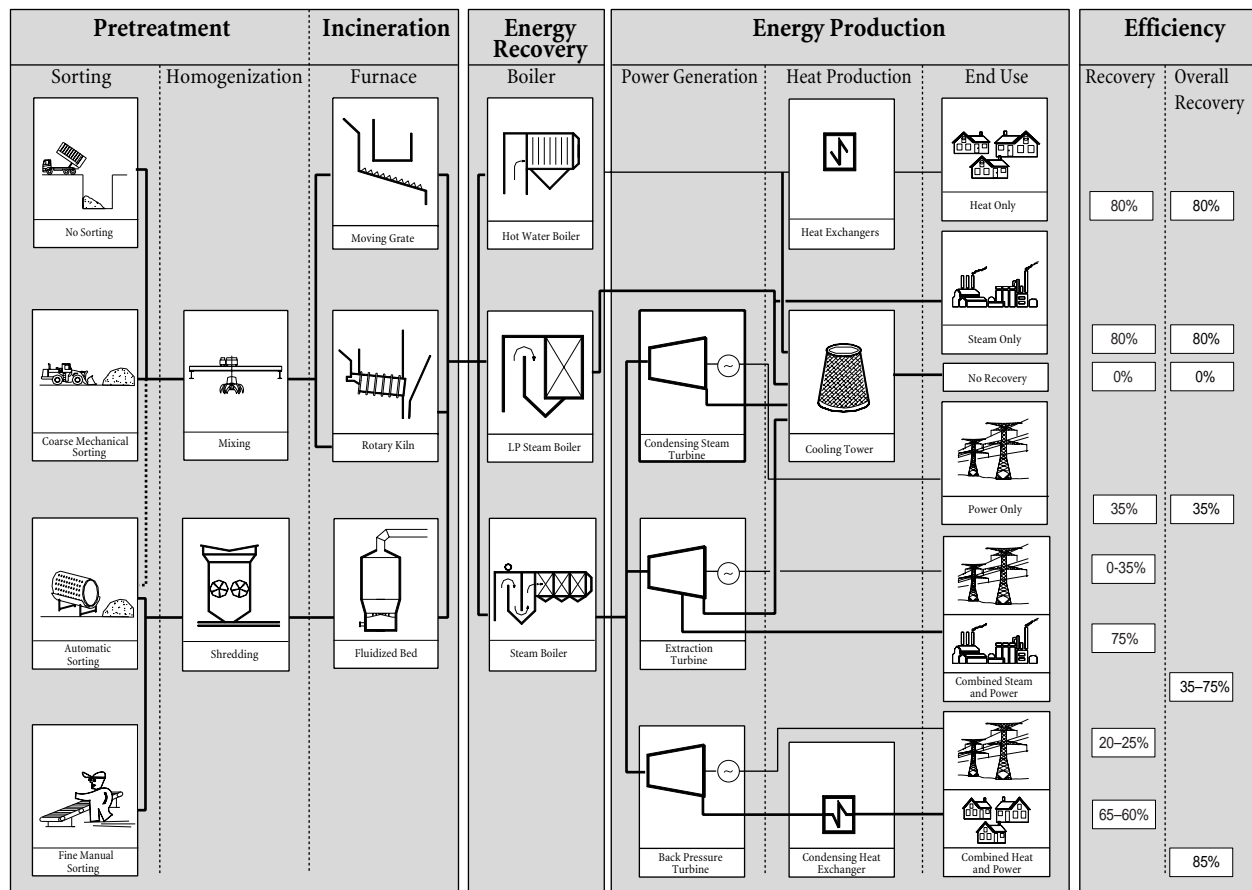 Pretreatment
Incineration
Energy
Recovery
Energy Production
Efficiency
Sorting
Homogenization
Furnace
Boiler
Power Generation
Heat Production
End Use
Recovery
Overall
Recovery
No Sorting
Moving Grate
Hot Water Boiler
Heat Exchangers
Heat Only
80%
80%
Steam Only
80%
80%
No Recovery
0%
0%
Coarse Mechanical
Sorting
Mixing
Rotary Kiln
LP Steam Boiler
~
Condensing Steam
Turbine
Cooling Tower
Power Only
35%
35%
Automatic
Sorting
Shredding
Fluidized Bed
Steam Boiler
~
Extraction
Turbine
0-35%
75%
Combined Steam
and Power
35–75%
Fine Manual
Sorting
~
Back Pressure
Turbine
Condensing Heat
Exchanger
20–25%
65–60%
Combined Heat
and Power
85%